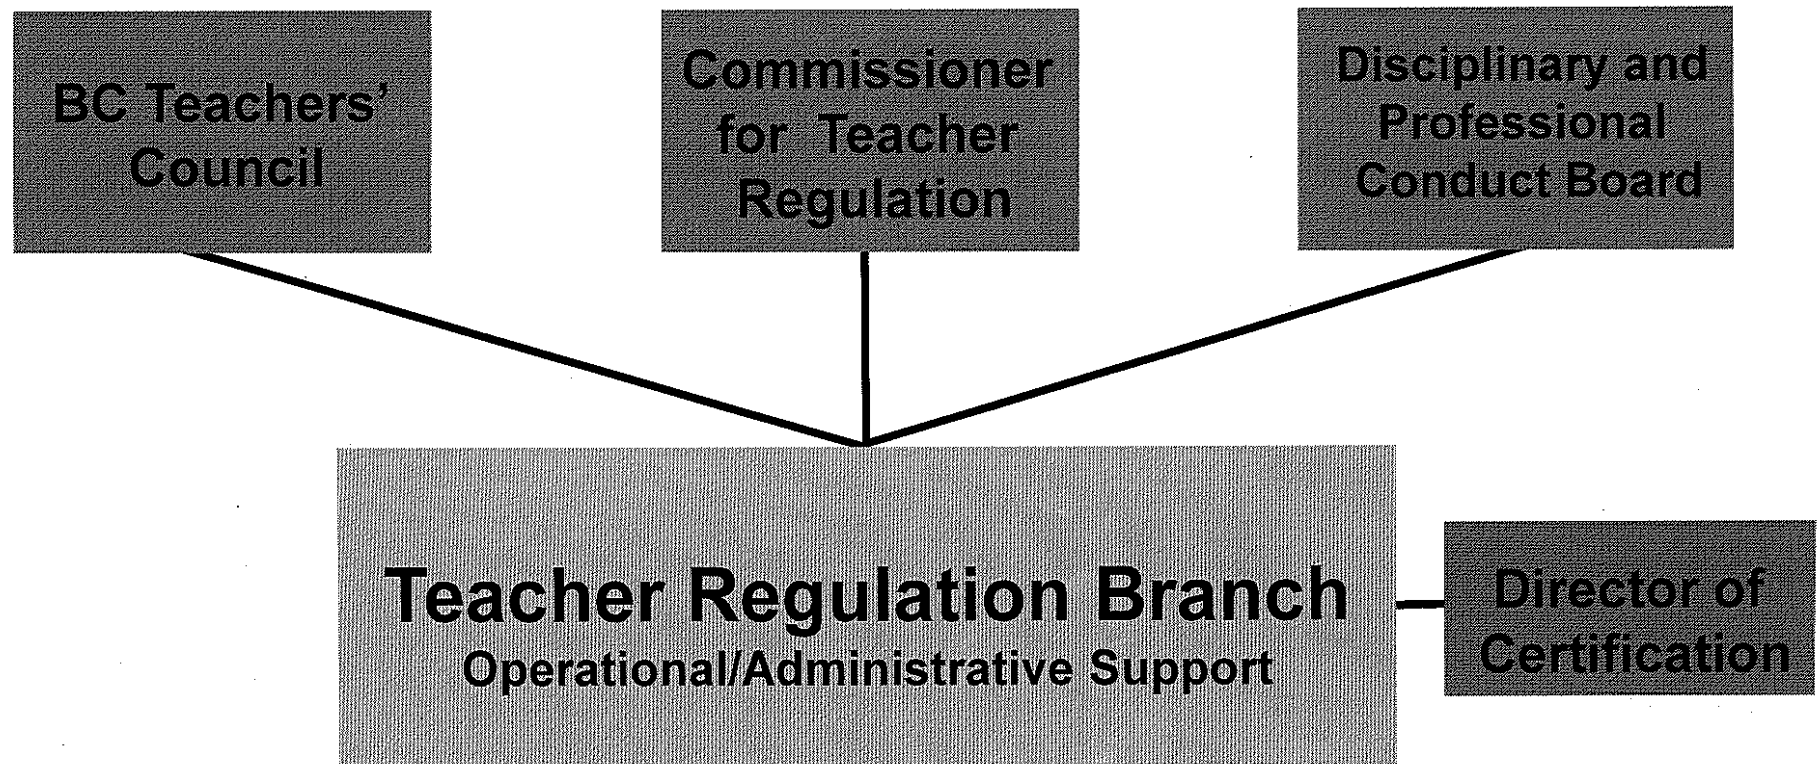 BC Teachers'
Council
Commissioner
for Teacher
Regulation
Disciplinary and
Professional
Conduct Board
Teacher Regulation Branch
Operational/Administrative Support
Director of
Certification